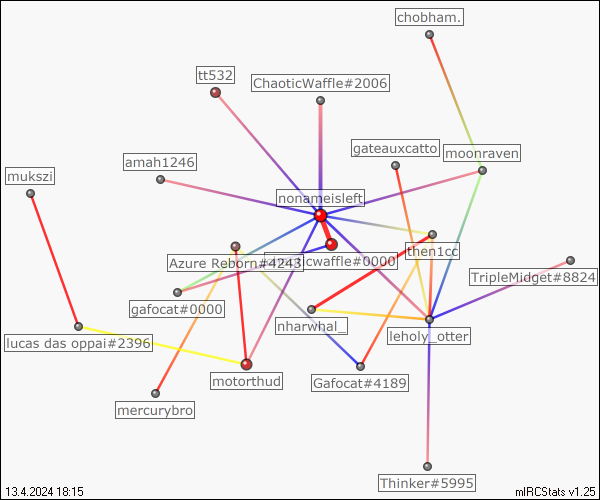 chobham.
tt532
ChaoticWaffle#2006
gateauxcatto
moonraven
amah1246
mukszi
nonameisleft
then1cc
Azure Reborn#4243
icwaffle#0000
TripleMidget#8824
gafocat#0000
nharwhal_
leholy_otter
lucas das oppai#2396
motorthud
Gafocat#4189
mercurybro
Thinker#5995
13.4.2024 18:15
mIRCStats v1.25